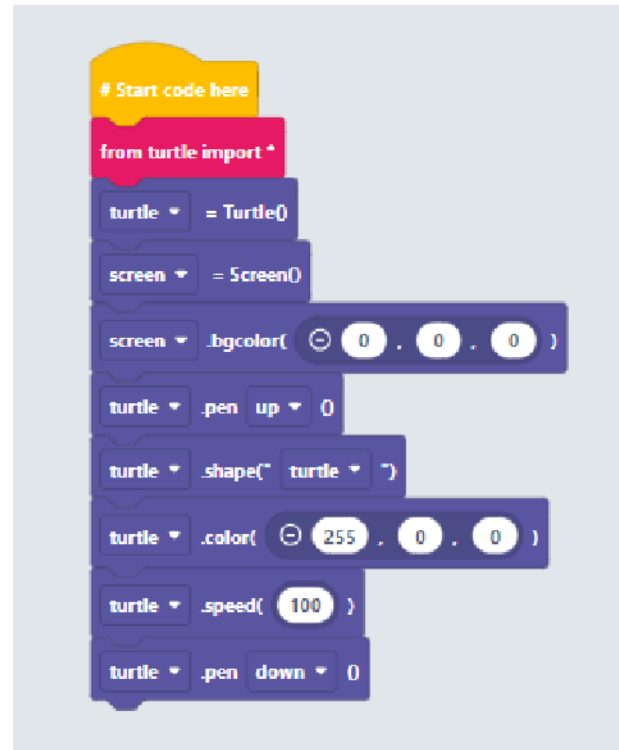 # Start code here
from turtle import *
turtle = Turtle()
screen = Screen()
screen .bgcolor( 0 , 0 , 0 )
turtle .pen up ()
turtle .shape(" turtle ")
turtle .color( 255 , 0 , 0 )
turtle .speed( 100 )
turtle .pen down ()